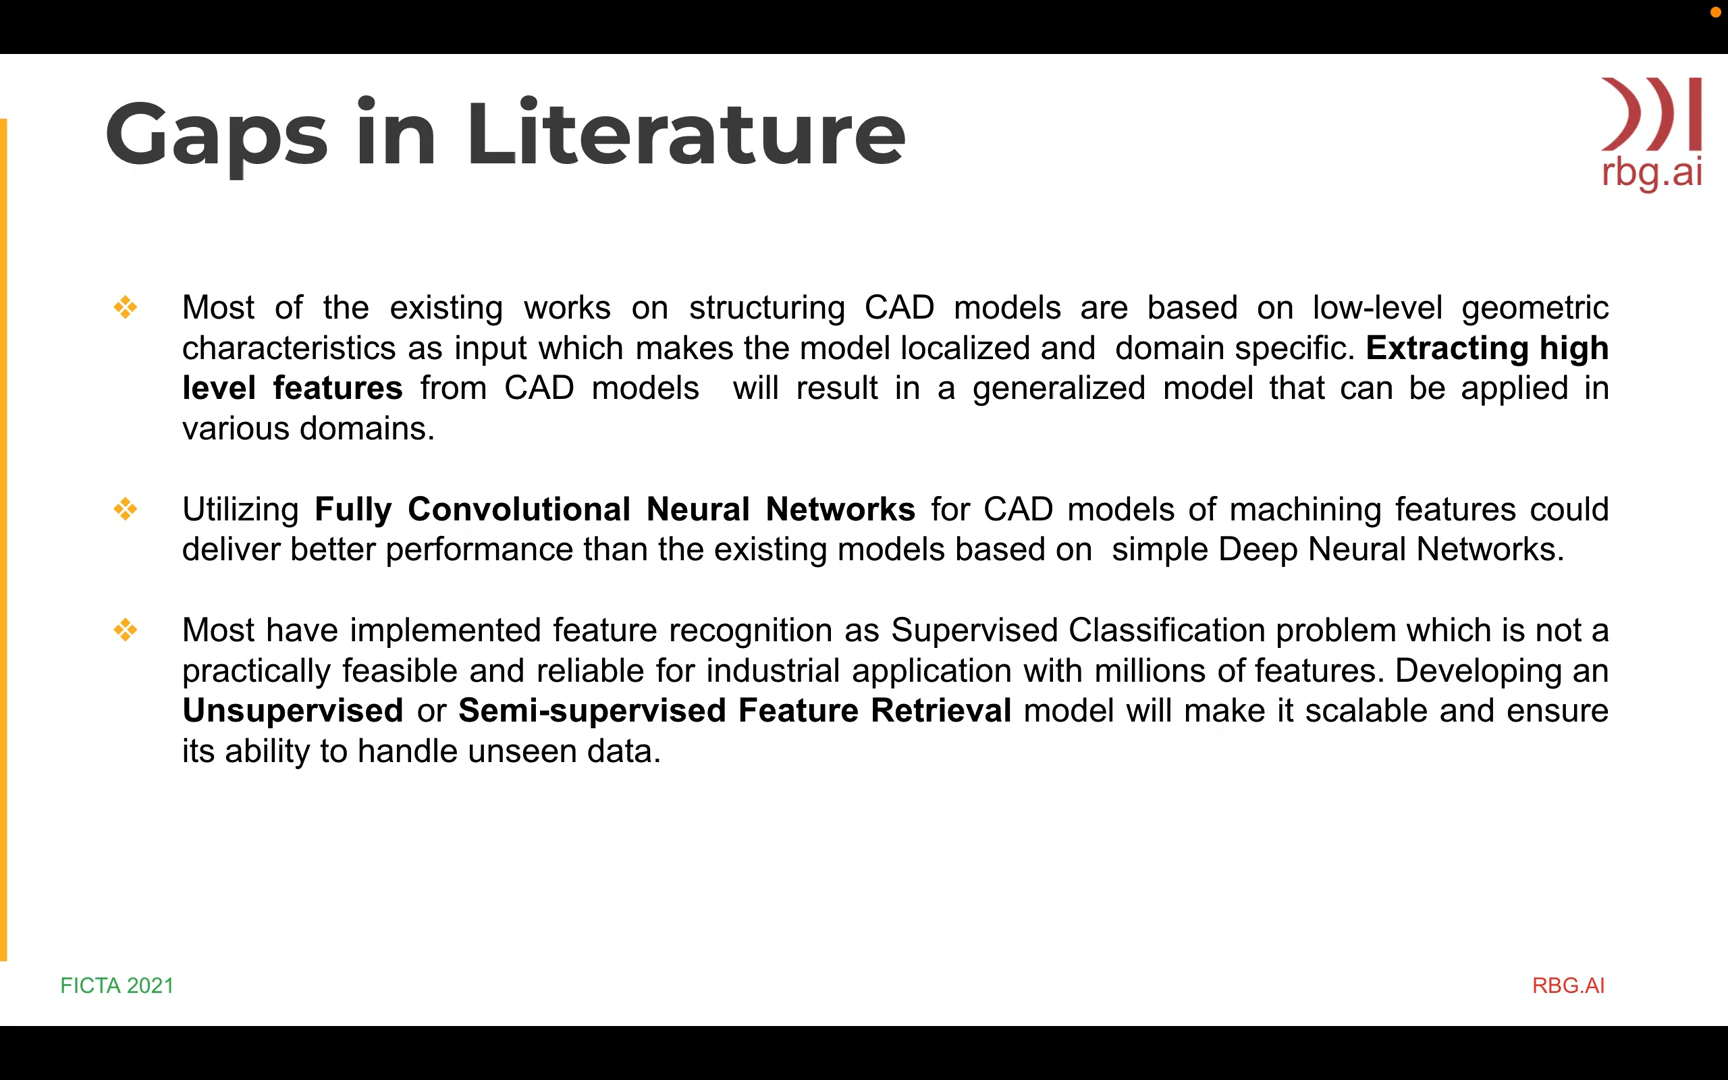 Gaps in Literature
rbg.ai
Most of the existing works on structuring CAD models are based on low-level geometric
characteristics as input which makes the model localized and domain specific. Extracting high
level features from CAD models will result in a generalized model that can be applied in
various domains.
Utilizing Fully Convolutional Neural Networks for CAD models of machining features could
deliver better performance than the existing models based on simple Deep Neural Networks.
Most have implemented feature recognition as Supervised Classification problem which is not a
practically feasible and reliable for industrial application with millions of features. Developing an
Unsupervised or Semi-supervised Feature Retrieval model will make it scalable and ensure
its ability to handle unseen data.
FICTA 2021
RBG.AI